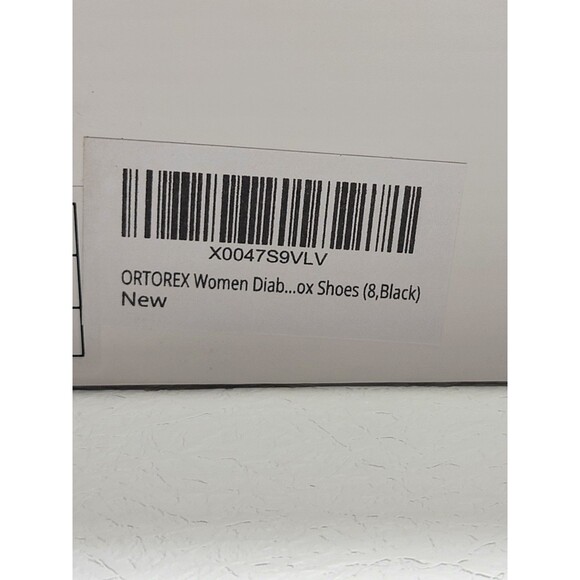 X0047S9VLV
ORTOREX Women Diab...ox Shoes (8,Black)
New